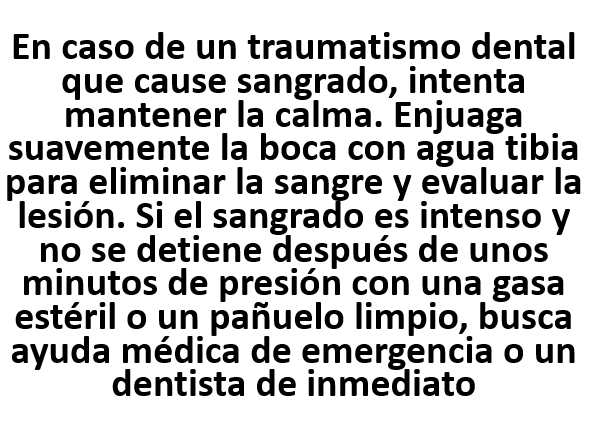 En caso de un traumatismo dental
que cause sangrado, intenta
mantener la calma. Enjuaga
suavemente la boca con agua tibia
para eliminar la sangre y evaluar la
lesión. Si el sangrado es intenso y
no se detiene después de unos
minutos de presión con una gasa
estéril o un pañuelo limpio, busca
ayuda médica de emergencia o un
dentista de inmediato